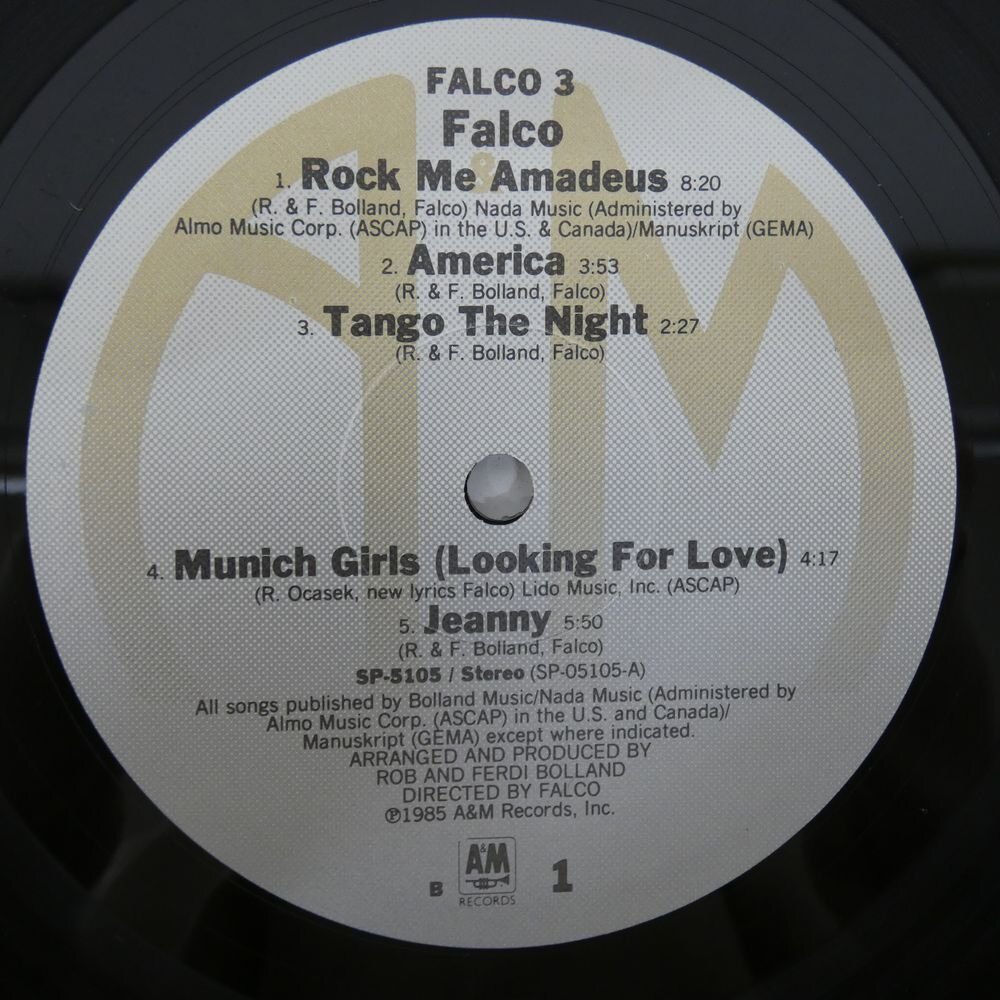 FALCO 3
Falco
1. Rock Me Amadeus 8:20
(R. & F. Bolland, Falco) Nada Music (Administered by
Almo Music Corp. (ASCAP) in the U.S. & Canada)/Manuskript (GEMA)
2. America 3:53
(R. & F. Bolland, Falco)
3. Tango The Night 2:27
(R. & F. Bolland, Falco)
4. Munich Girls (Looking For Love) 4:17
(R. Ocasek, new lyrics Falco) Lido Music, Inc. (ASCAP)
5. Jeanny 5:50
(R. & F. Bolland, Falco)
SP-5105 / Stereo (SP-05105-A)
All songs published by Bolland Music/Nada Music (Administered by
Almo Music Corp. (ASCAP) in the U.S. and Canada)/
Manuskript (GEMA) except where indicated.
ARRANGED AND PRODUCED BY
ROB AND FERDI BOLLAND
DIRECTED BY FALCO
℗1985 A&M Records, Inc.
B A&M RECORDS 1